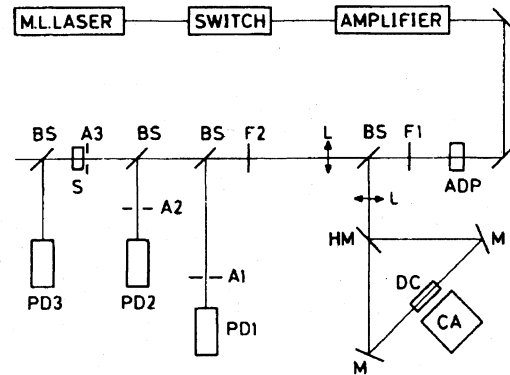 M.L.LASER SWITCH AMPLIFIER
BS A3 BS BS F2 L BS F1
S ADP
A2 L
HM M
PD3 PD2 A1 DC
PD1 CA
M